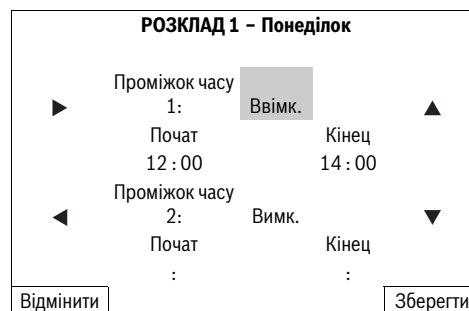 РОЗКЛАД 1 – Понеділок
Проміжок часу
1: Ввімк.
Почат Кінец
12:00 14:00
Проміжок часу
2: Вимк.
Почат Кінец
: :
Відмінити Зберегти